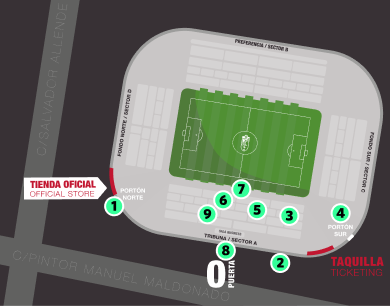 C/SALVADOR ALLENDE
PREFERENCIA / SECTOR B
FONDO NORTE / SECTOR D
FONDO SUR / SECTOR C
TIENDA OFICIAL
OFFICIAL STORE
PORTÓN
NORTE
1
7
6
5
9
3
4
PORTÓN
SUR
TRIBUNA / SECTOR A
8
2
0
PUERTA
TAQUILLA
TICKETING
C/PINTOR MANUEL MALDONADO